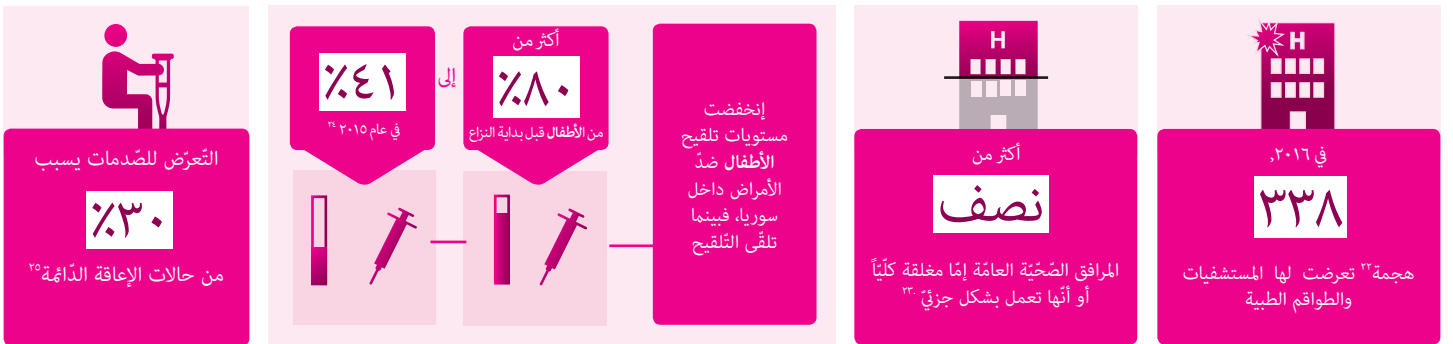 H
في ٢٠١٦,
٣٣٨
هجمة٢٢ تعرضت لها المستشفيات
والطواقم الطبية
H
أكثر من
نصف
المرافق الصّحّيّة العامّة إمّا مغلقة كلّيّاً
أو أنّها تعمل بشكل جزئيّ .٢٣
إنخفضت
مستويات تلقيح
الأطفال ضدّ
الأمراض داخل
سوريا، فبينما
تلقّى التّلقيح
أكثر من
٨٠٪
من الأطفال قبل بداية النزاع
إلى
٤١٪
في عام ٢٠١٥ ٢٤
التّعرّض للصّدمات يسبب
٣٠٪
من حالات الإعاقة الدّائمة٢٥